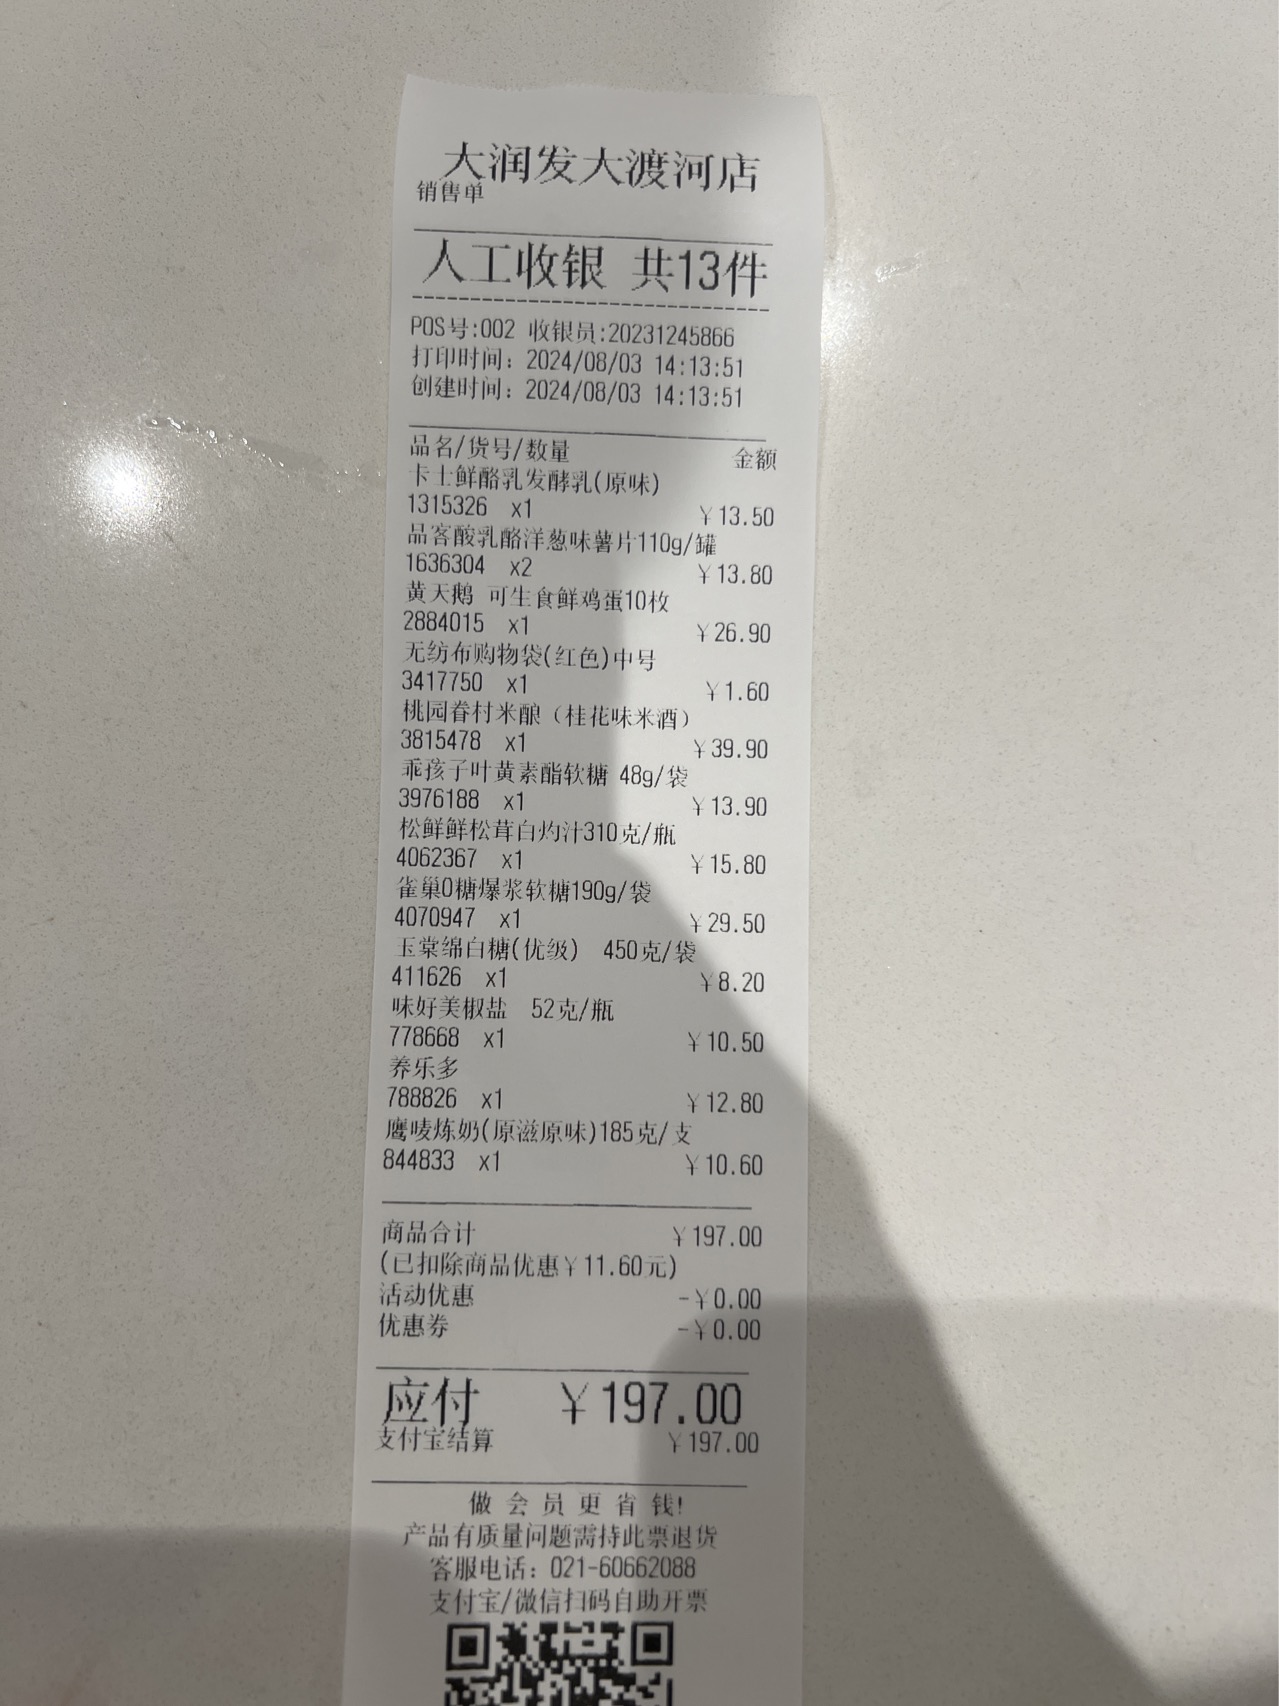 大润发大渡河店
销售单
人工收银 共13件
POS号:002 收银员:20231245866
打印时间: 2024/08/03 14:13:51
创建时间: 2024/08/03 14:13:51
品名/货号/数量 金额
卡士鲜酪乳发酵乳(原味)
1315326 x1 ¥13.50
品客酸乳酪洋葱味薯片110g/罐
1636304 x2 ¥13.80
黄天鹅 可生食鲜鸡蛋10枚
2884015 x1 ¥26.90
无纺布购物袋(红色)中号
3417750 x1 ¥1.60
桃园眷村米酿（桂花味米酒）
3815478 x1 ¥39.90
乖孩子叶黄素酯软糖 48g/袋
3976188 x1 ¥13.90
松鲜鲜松茸白灼汁310克/瓶
4062367 x1 ¥15.80
雀巢0糖爆浆软糖190g/袋
4070947 x1 ¥29.50
玉棠绵白糖(优级) 450克/袋
411626 x1 ¥8.20
味好美椒盐 52克/瓶
778668 x1 ¥10.50
养乐多
788826 x1 ¥12.80
鹰唛炼奶(原滋原味)185克/支
844833 x1 ¥10.60
商品合计 ¥197.00
(已扣除商品优惠¥11.60元)
活动优惠 -¥0.00
优惠券 -¥0.00
应付 ¥197.00
支付宝结算 ¥197.00
做会员更省钱!
产品有质量问题需持此票退货
客服电话: 021-60662088
支付宝/微信扫码自助开票